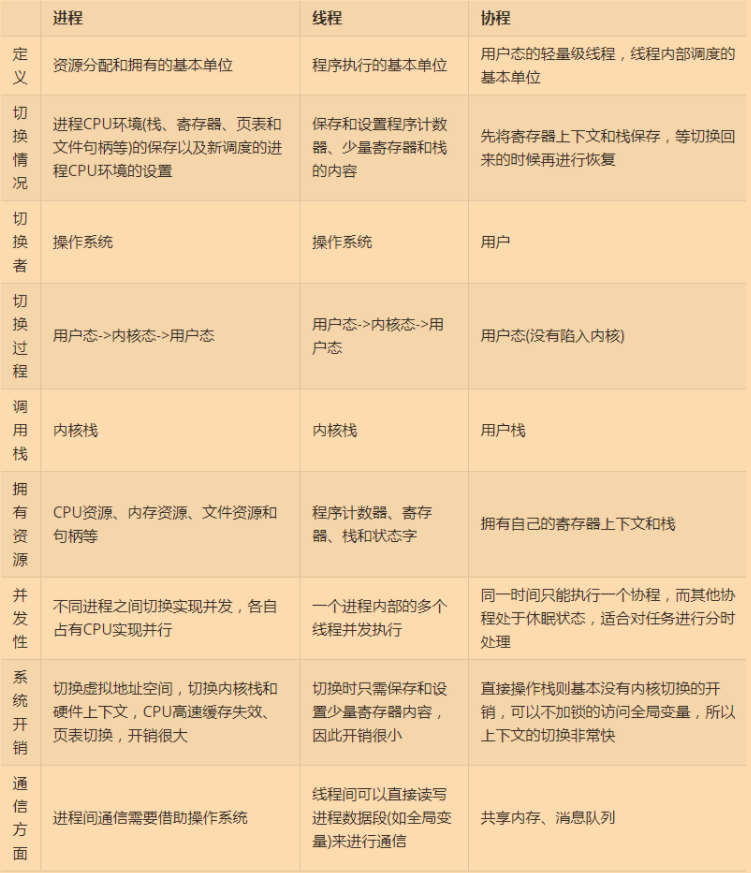 进程 线程 协程
定义
资源分配和拥有的基本单位
程序执行的基本单位
用户态的轻量级线程，线程内部调度的
基本单位
切换情况
进程CPU环境(栈、寄存器、页表和
文件句柄等)的保存以及新调度的进
程CPU环境的设置
保存和设置程序计数
器、少量寄存器和栈
的内容
先将寄存器上下文和栈保存，等切换回
来的时候再进行恢复
切换者
操作系统
操作系统
用户
切换过程
用户态->内核态->用户态
用户态->内核态->用
户态
用户态(没有陷入内核)
调用栈
内核栈
内核栈
用户栈
拥有资源
CPU资源、内存资源、文件资源和
句柄等
程序计数器、寄存
器、栈和状态字
拥有自己的寄存器上下文和栈
并发性
不同进程之间切换实现并发，各自
占有CPU实现并行
一个进程内部的多个
线程并发执行
同一时间只能执行一个协程，而其他协
程处于休眠状态，适合对任务进行分时
处理
系统开销
切换虚拟地址空间，切换内核栈和
硬件上下文，CPU高速缓存失效、
页表切换，开销很大
切换时只需保存和设
置少量寄存器内容，
因此开销很小
直接操作栈则基本没有内核切换的开
销，可以不加锁的访问全局变量，所以
上下文的切换非常快
通信方面
进程间通信需要借助操作系统
线程间可以直接读写
进程数据段(如全局变
量)来进行通信
共享内存、消息队列